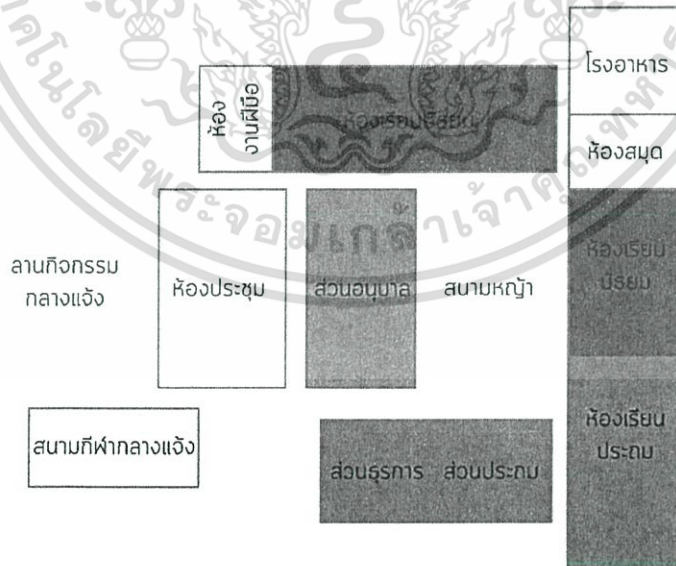 โรงอาหาร
ห้อง
งานฝีมือ
ห้องเรียนมัธยม
ห้องสมุด
ลานกิจกรรม
กลางแจ้ง
ห้องประชุม
ส่วนอนุบาล
สนามหญ้า
ห้องเรียน
มัธยม
สนามกีฬากลางแจ้ง
ส่วนธุรการ ส่วนประถม
ห้องเรียน
ประถม